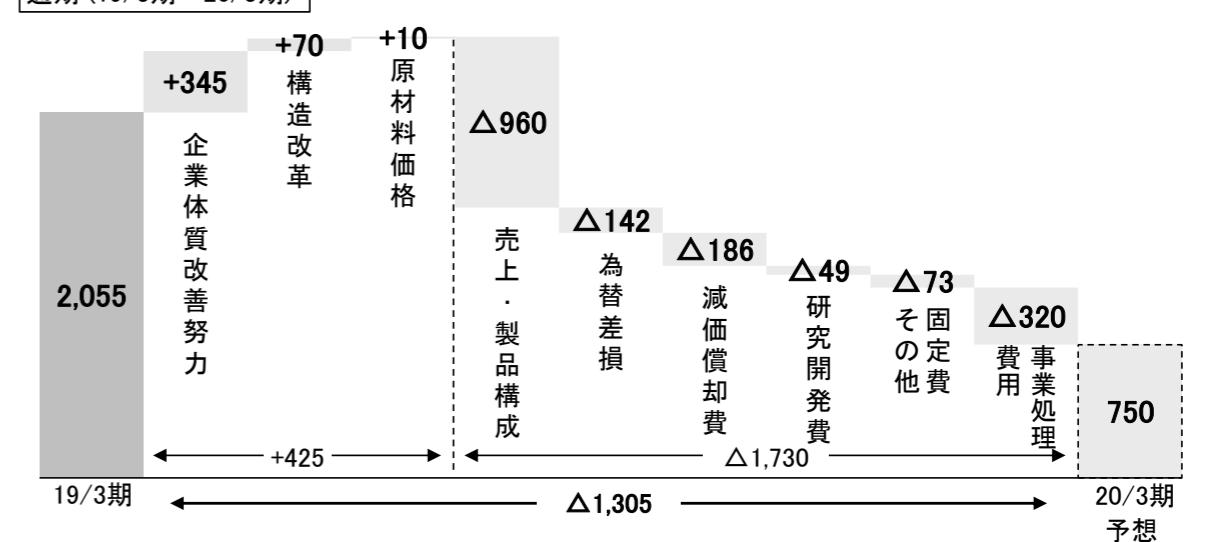 +345
+70
+10
△960
△142
△186
△49
△73
△320
2,055
750
企業体質改善努力
構造改革
原材料価格
売上・製品構成
為替差損
減価償却費
研究開発費
固定費
その他
事業処理
費用
+425
△1,730
19/3期
△1,305
20/3期
予想